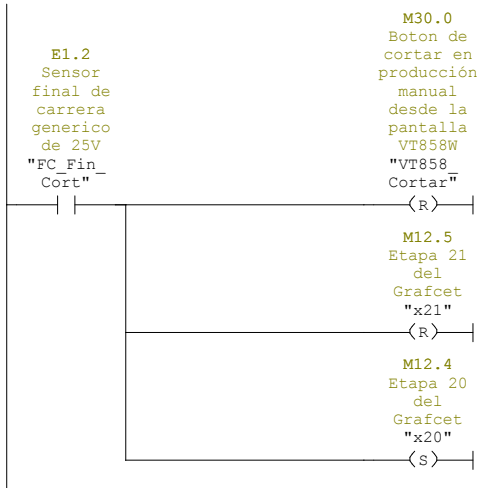 E1.2
Sensor
final de
carrera
generico
de 25V
"FC_Fin_
Cort"
M30.0
Boton de
cortar en
producción
manual
desde la
pantalla
VT858W
"VT858_
Cortar"
R
M12.5
Etapa 21
del
Grafcet
"x21"
R
M12.4
Etapa 20
del
Grafcet
"x20"
S